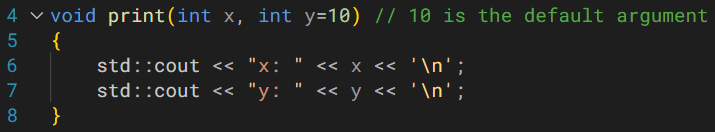 4 void print(int x, int y=10) // 10 is the default argument
5 {
6     std::cout << "x: " << x << '\n';
7     std::cout << "y: " << y << '\n';
8 }